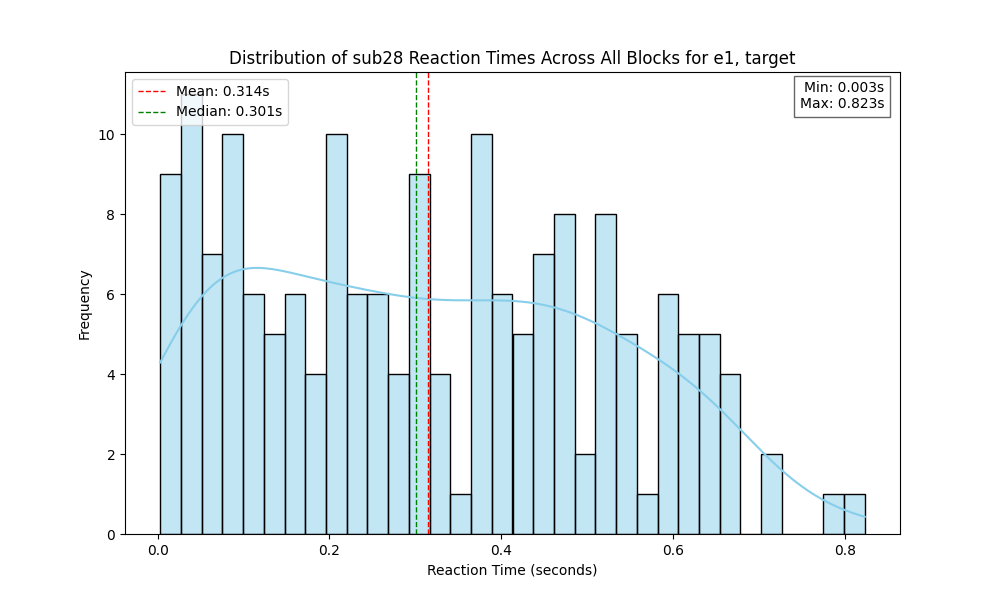 Distribution of sub28 Reaction Times Across All Blocks for e1, target
Mean: 0.314s
Median: 0.301s
Min: 0.003s
Max: 0.823s
Frequency
10
8
6
4
2
0
0.0 0.2 0.4 0.6 0.8
Reaction Time (seconds)